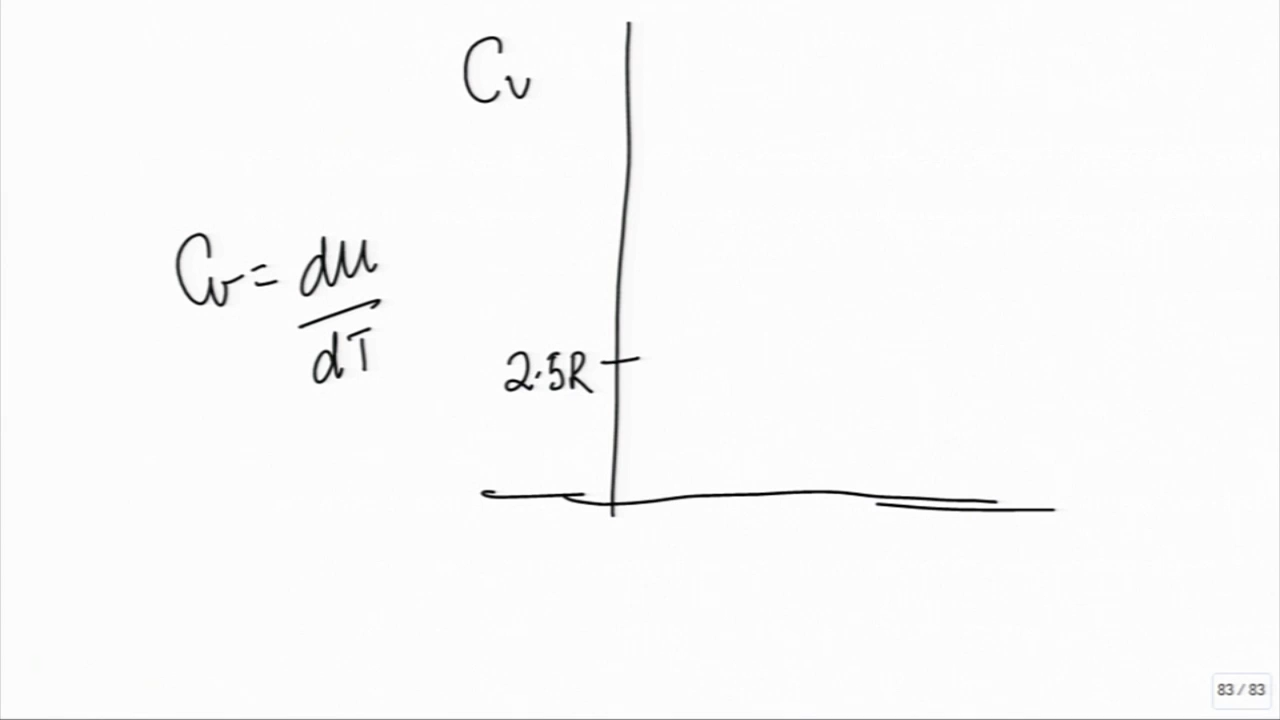 Cv
Cv = du
dT
2.5R
83 / 83